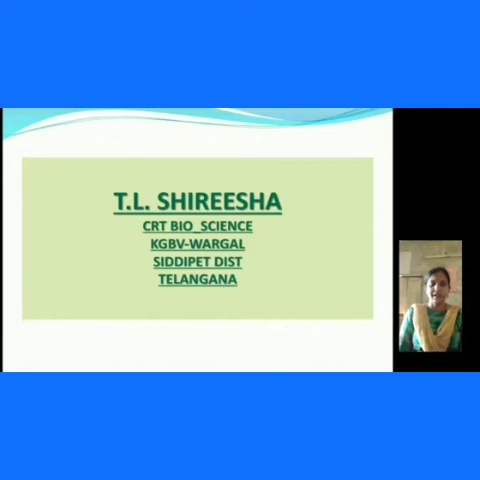 T.L. SHIREESHA
CRT BIO_SCIENCE
KGBV-WARGAL
SIDDIPET DIST
TELANGANA